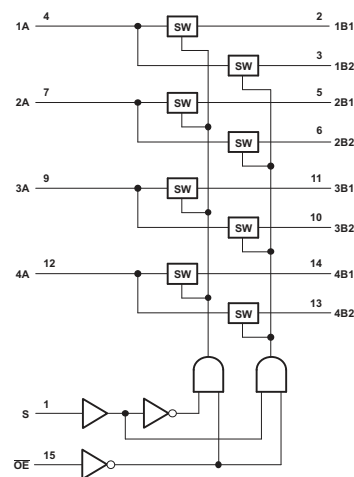 1A 4 SW 2 1B1
SW 3 1B2
2A 7 SW 5 2B1
SW 6 2B2
3A 9 SW 11 3B1
SW 10 3B2
4A 12 SW 14 4B1
SW 13 4B2
S 1
OE 15